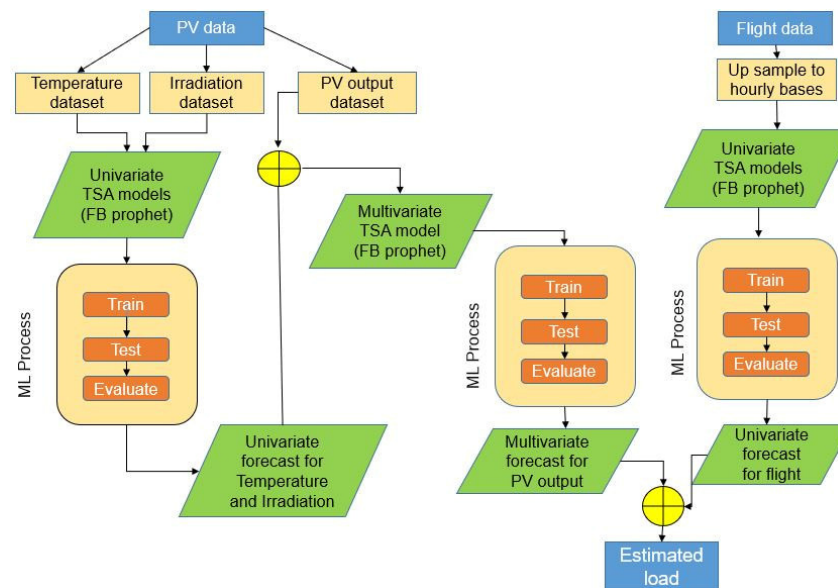 PV data
Temperature
dataset
Irradiation
dataset
PV output
dataset
Univariate
TSA models
(FB prophet)
ML Process
Train
Test
Evaluate
Univariate
forecast for
Temperature
and Irradiation
Multivariate
TSA model
(FB prophet)
ML Process
Train
Test
Evaluate
Multivariate
forecast for
PV output
Flight data
Up sample to
hourly bases
Univariate
TSA models
(FB prophet)
ML Process
Train
Test
Evaluate
Univariate
forecast
for flight
Estimated
load